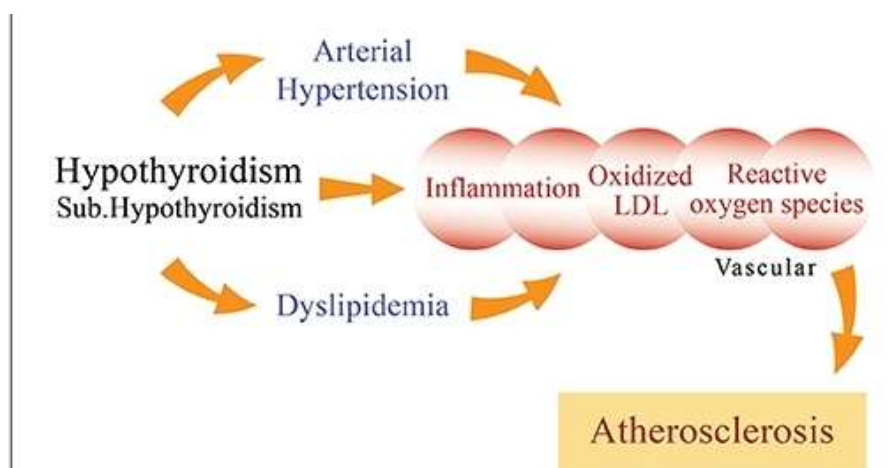 Arterial
Hypertension
Hypothyroidism
Sub.Hypothyroidism
Inflammation
Oxidized
LDL
Reactive
oxygen species
Vascular
Dyslipidemia
Atherosclerosis